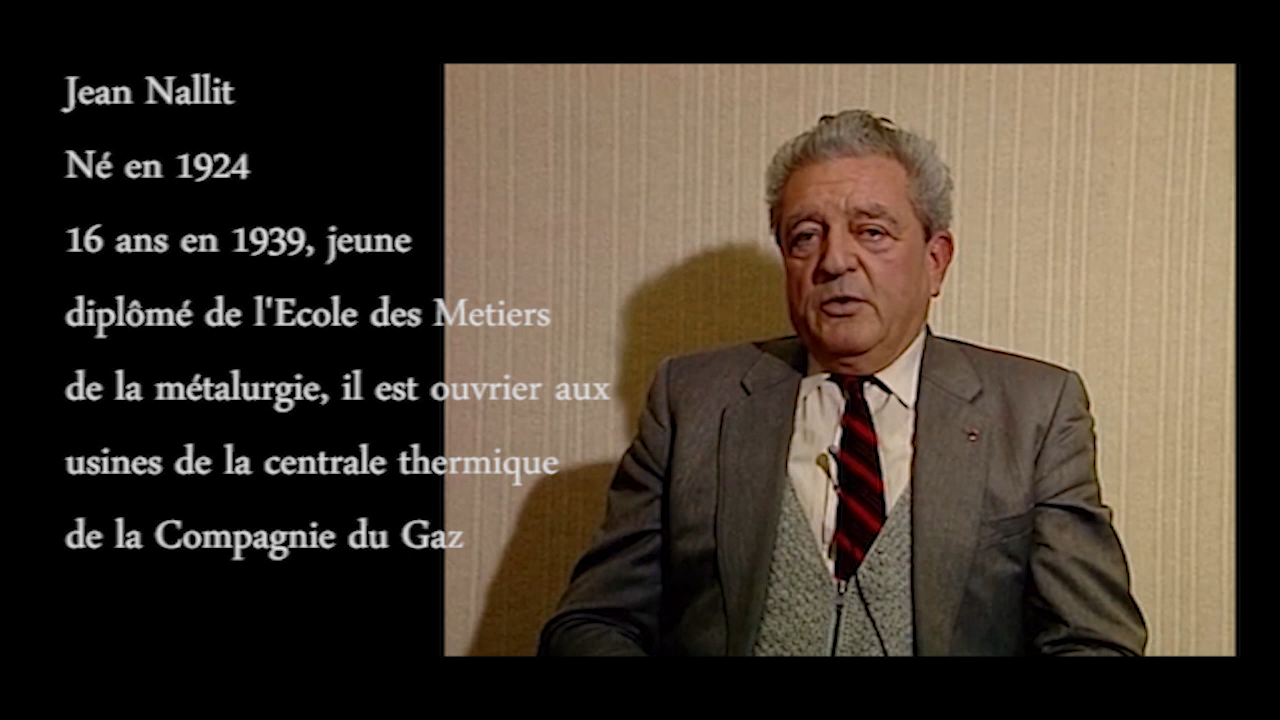 Jean Nallit
Né en 1924
16 ans en 1939, jeune
diplômé de l'Ecole des Metiers
de la métalurgie, il est ouvrier aux
usines de la centrale thermique
de la Compagnie du Gaz